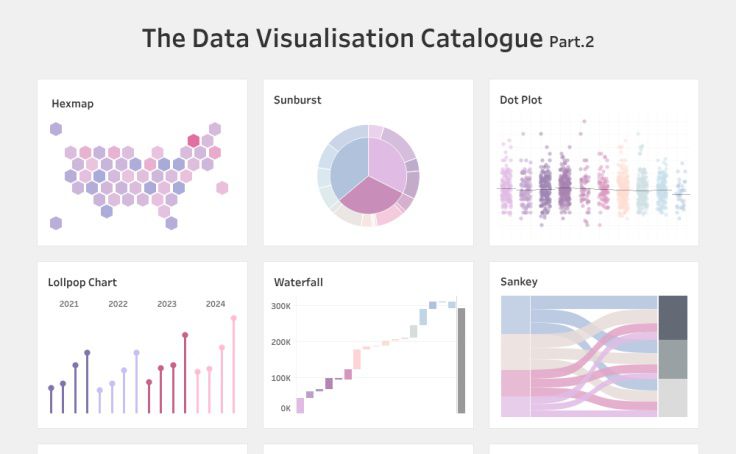 The Data Visualisation Catalogue Part.2
Hexmap
Sunburst
Dot Plot
Lollpop Chart
2021 2022 2023 2024
Waterfall
300K
200K
100K
0K
Sankey